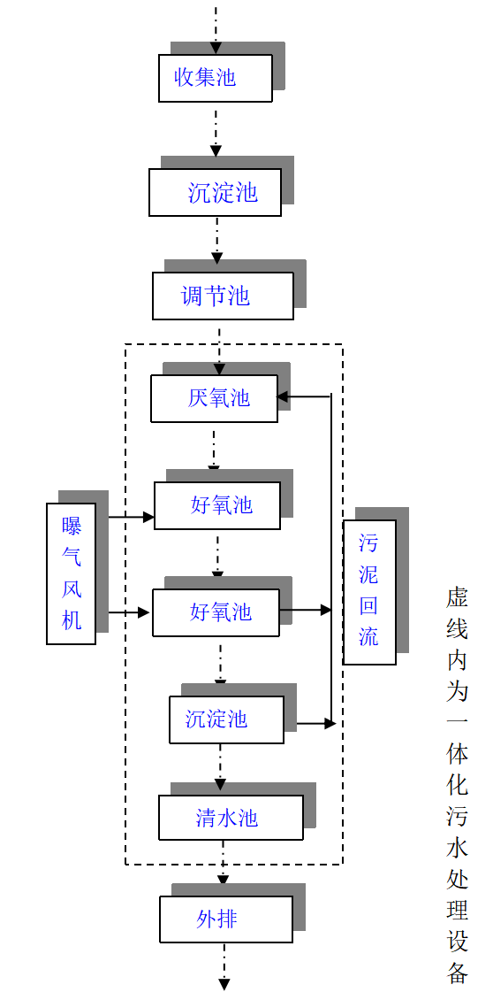 收集池
沉淀池
调节池
厌氧池
好氧池
曝气风机
好氧池
污泥回流
沉淀池
清水池
外排
虚线内为一体化污水处理设备